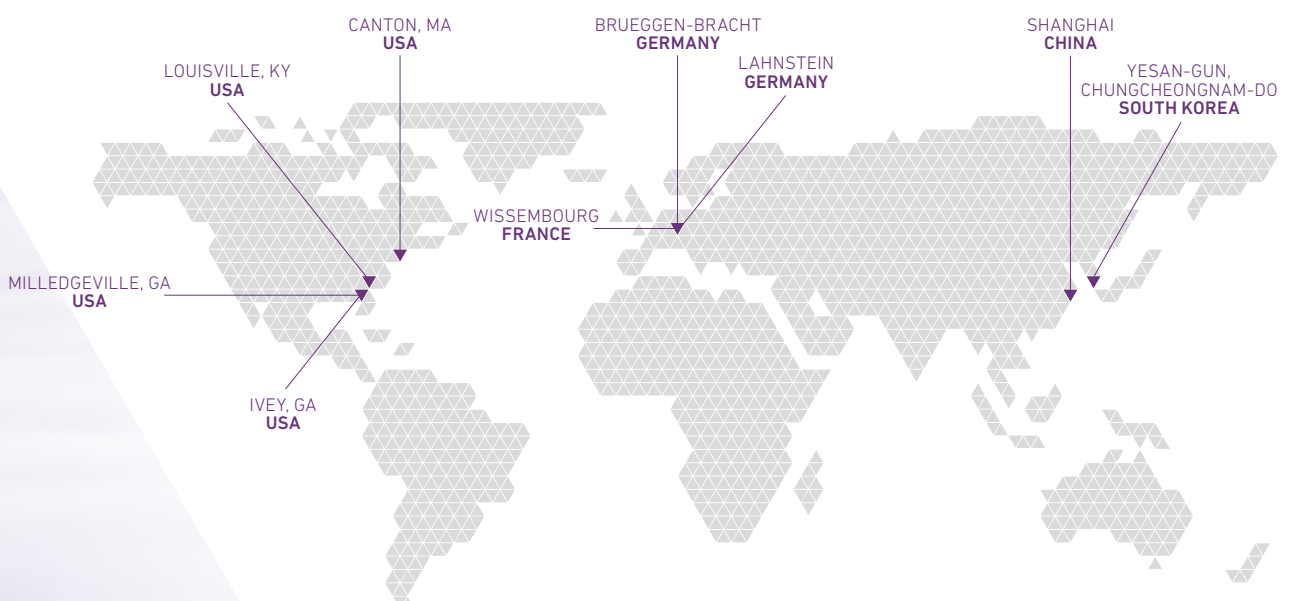 CANTON, MA
USA
BRUEGGEN-BRACHT
GERMANY
SHANGHAI
CHINA
LOUISVILLE, KY
USA
LAHNSTEIN
GERMANY
YESAN-GUN,
CHUNGCHEONGNAM-DO
SOUTH KOREA
WISSEMBOURG
FRANCE
MILLEDGEVILLE, GA
USA
IVEY, GA
USA